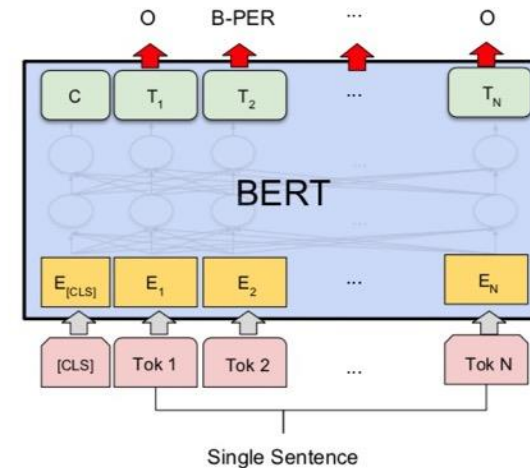 O B-PER ... O
C T1 T2 ... TN
...
BERT
...
E[CLS] E1 E2 ... EN
[CLS] Tok 1 Tok 2 ... Tok N
Single Sentence